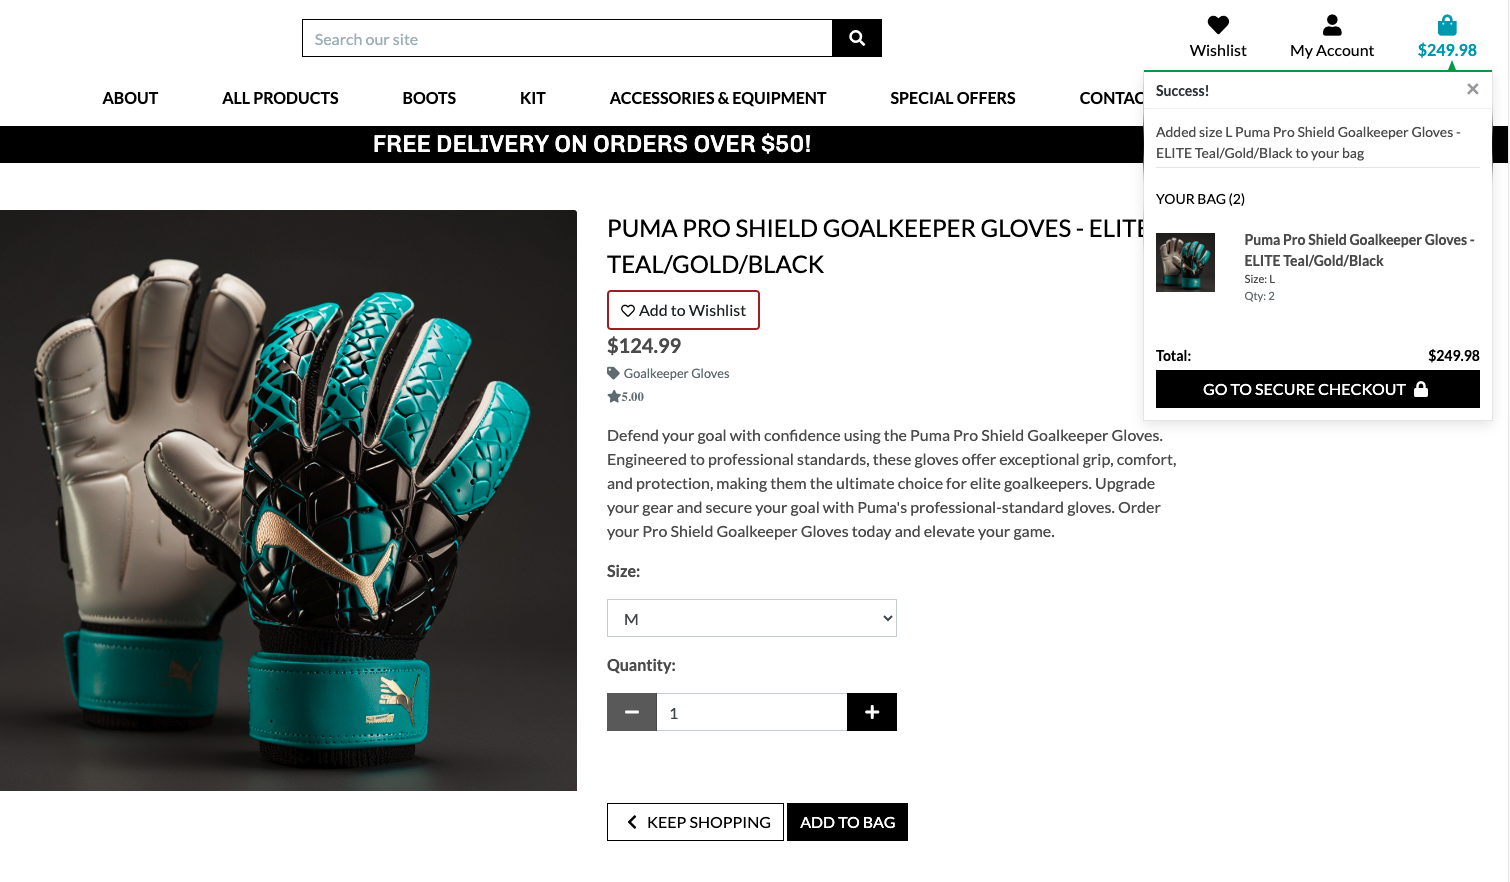 Search our site
Wishlist
My Account
$249.98
ABOUT
ALL PRODUCTS
BOOTS
KIT
ACCESSORIES & EQUIPMENT
SPECIAL OFFERS
CONTAC
FREE DELIVERY ON ORDERS OVER $50!
Success!
Added size L Puma Pro Shield Goalkeeper Gloves -
ELITE Teal/Gold/Black to your bag
YOUR BAG (2)
Puma Pro Shield Goalkeeper Gloves -
ELITE Teal/Gold/Black
Size: L
Qty: 2
Total: $249.98
GO TO SECURE CHECKOUT
PUMA PRO SHIELD GOALKEEPER GLOVES - ELITE
TEAL/GOLD/BLACK
Add to Wishlist
$124.99
Goalkeeper Gloves
5.00
Defend your goal with confidence using the Puma Pro Shield Goalkeeper Gloves.
Engineered to professional standards, these gloves offer exceptional grip, comfort,
and protection, making them the ultimate choice for elite goalkeepers. Upgrade
your gear and secure your goal with Puma's professional-standard gloves. Order
your Pro Shield Goalkeeper Gloves today and elevate your game.
Size:
M
Quantity:
1
KEEP SHOPPING
ADD TO BAG